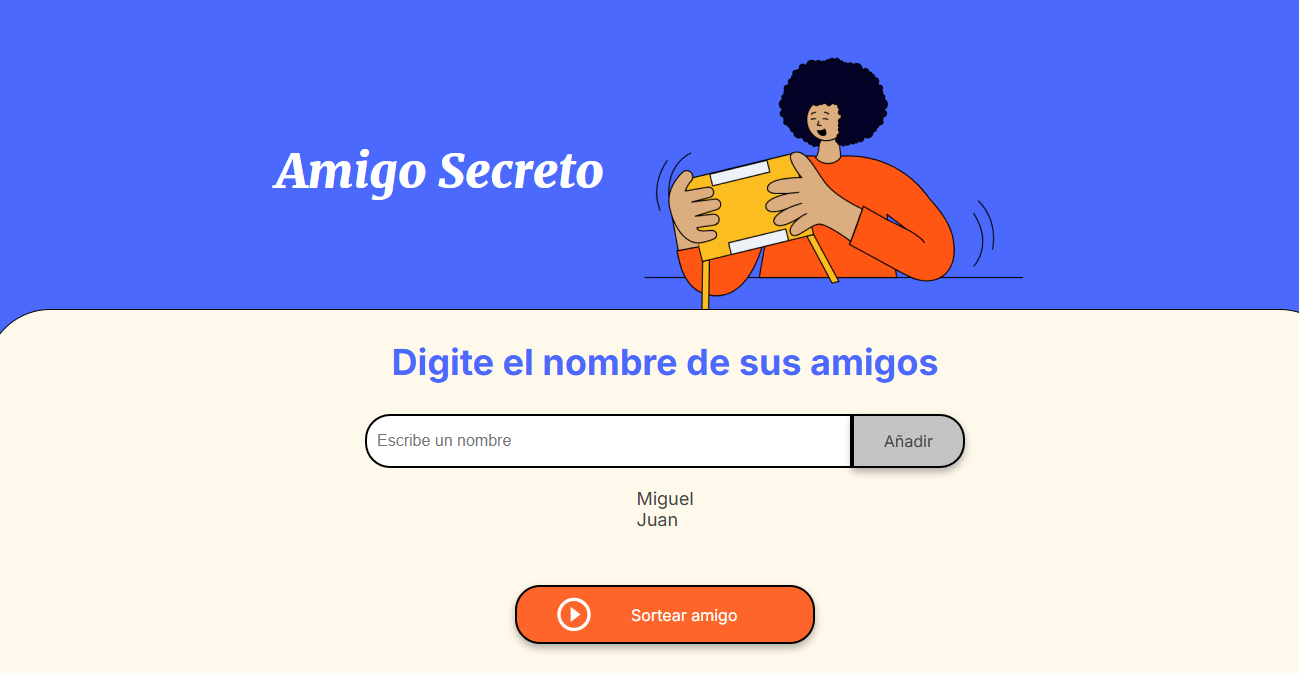 Amigo Secreto
Digite el nombre de sus amigos
Escribe un nombre
Añadir
Miguel
Juan
Sortear amigo